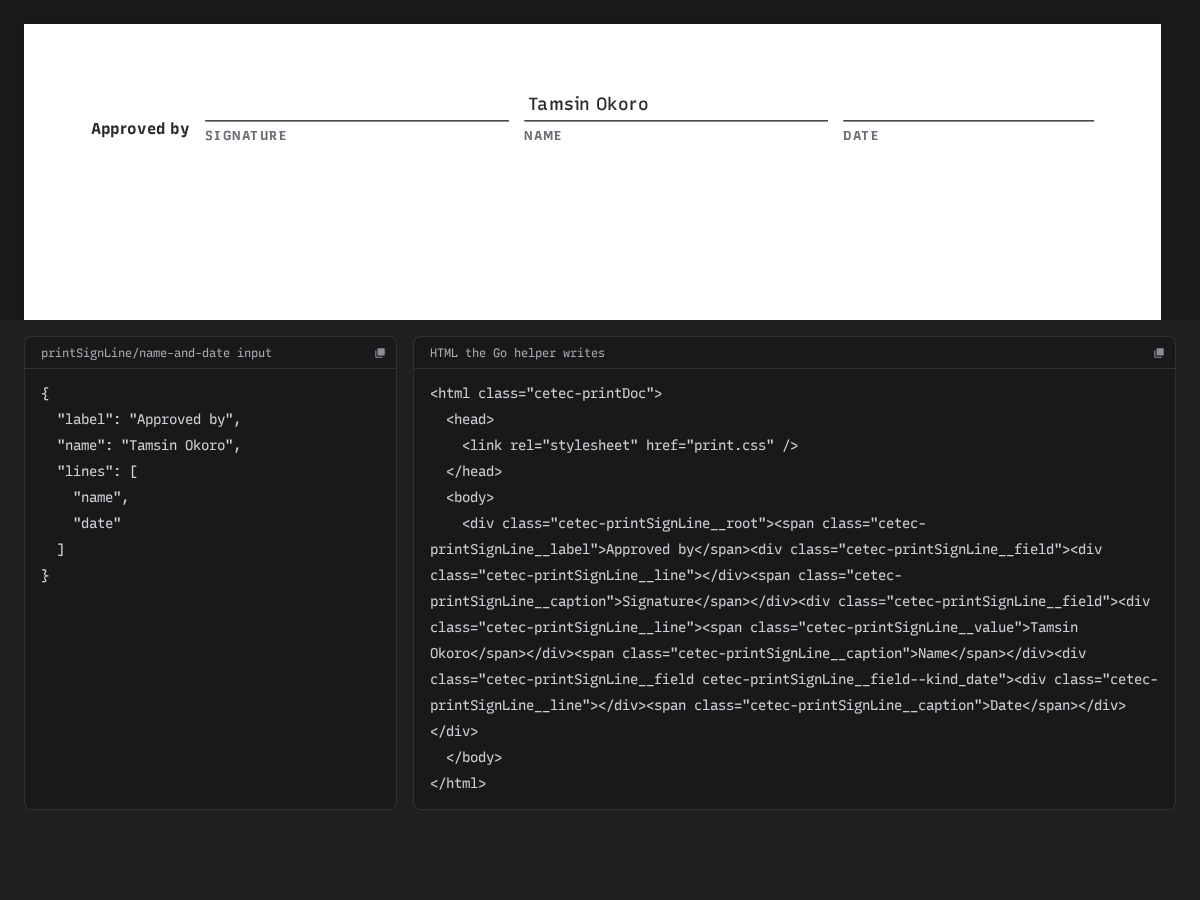 Tamsin Okoro
Approved by
SIGNATURE
NAME
DATE
printSignLine/name-and-date input
{
  "label": "Approved by",
  "name": "Tamsin Okoro",
  "lines": [
    "name",
    "date"
  ]
}
HTML the Go helper writes
<html class="cetec-printDoc">
  <head>
    <link rel="stylesheet" href="print.css" />
  </head>
  <body>
    <div class="cetec-printSignLine__root"><span class="cetec-
printSignLine__label">Approved by</span><div class="cetec-printSignLine__field"><div
class="cetec-printSignLine__line"></div><span class="cetec-
printSignLine__caption">Signature</span></div><div class="cetec-printSignLine__field"><div
class="cetec-printSignLine__line"><span class="cetec-printSignLine__value">Tamsin
Okoro</span></div><span class="cetec-printSignLine__caption">Name</span></div><div
class="cetec-printSignLine__field cetec-printSignLine__field--kind_date"><div class="cetec-
printSignLine__line"></div><span class="cetec-printSignLine__caption">Date</span></div>
</div>
  </body>
</html>